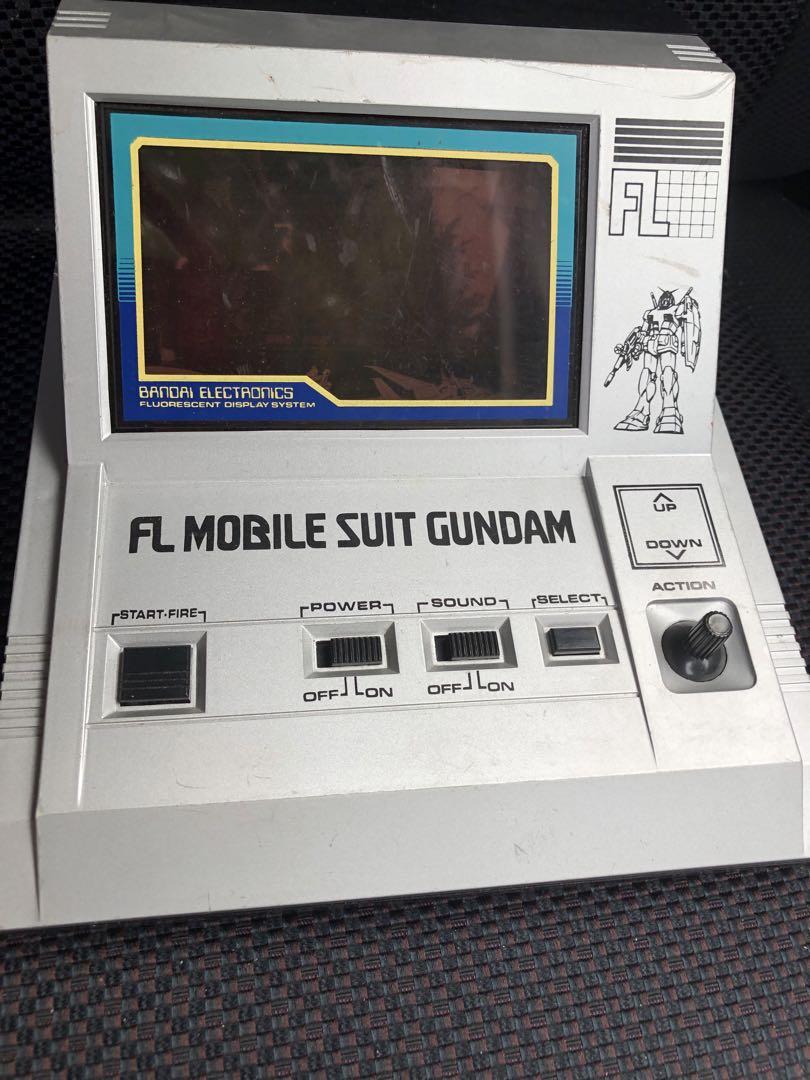 FL
BANDAI ELECTRONICS
FLUORESCENT DISPLAY SYSTEM
FL MOBILE SUIT GUNDAM
UP
DOWN
ACTION
START·FIRE
POWER
SOUND
SELECT
OFF ON
OFF ON